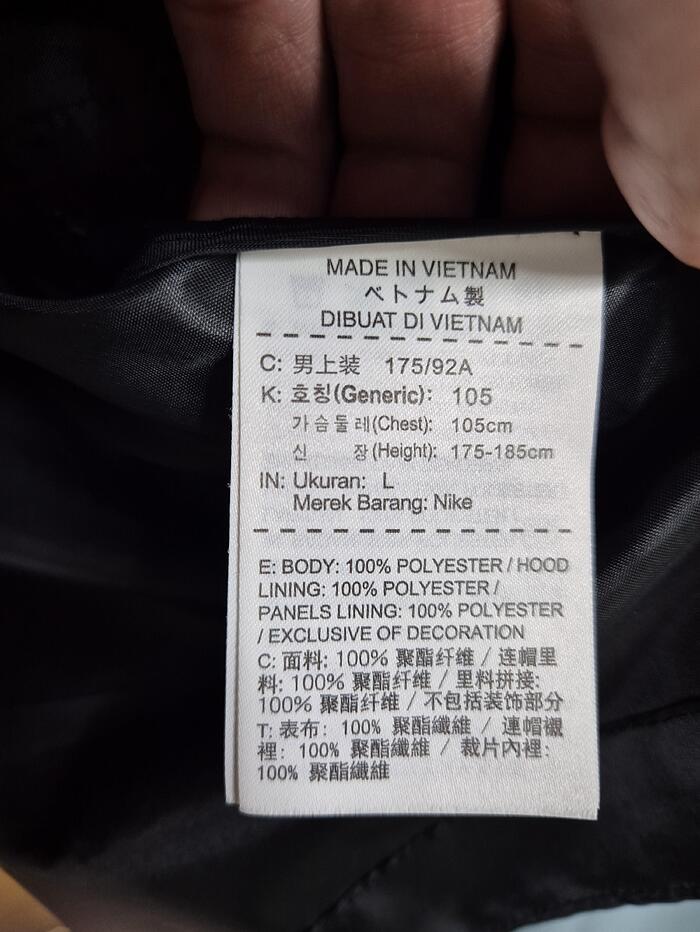 MADE IN VIETNAM
ベトナム製
DIBUAT DI VIETNAM
C: 男上装 175/92A
K: 호칭(Generic): 105
가슴둘레(Chest): 105cm
신 장(Height): 175-185cm
IN: Ukuran: L
Merek Barang: Nike
E: BODY: 100% POLYESTER / HOOD
LINING: 100% POLYESTER /
PANELS LINING: 100% POLYESTER
/ EXCLUSIVE OF DECORATION
C: 面料: 100% 聚酯纤维 / 连帽里
料: 100% 聚酯纤维 / 里料拼接:
100% 聚酯纤维 / 不包括装饰部分
T: 表布: 100% 聚酯纖維 / 連帽襯
裡: 100% 聚酯纖維 / 裁片內裡:
100% 聚酯纖維